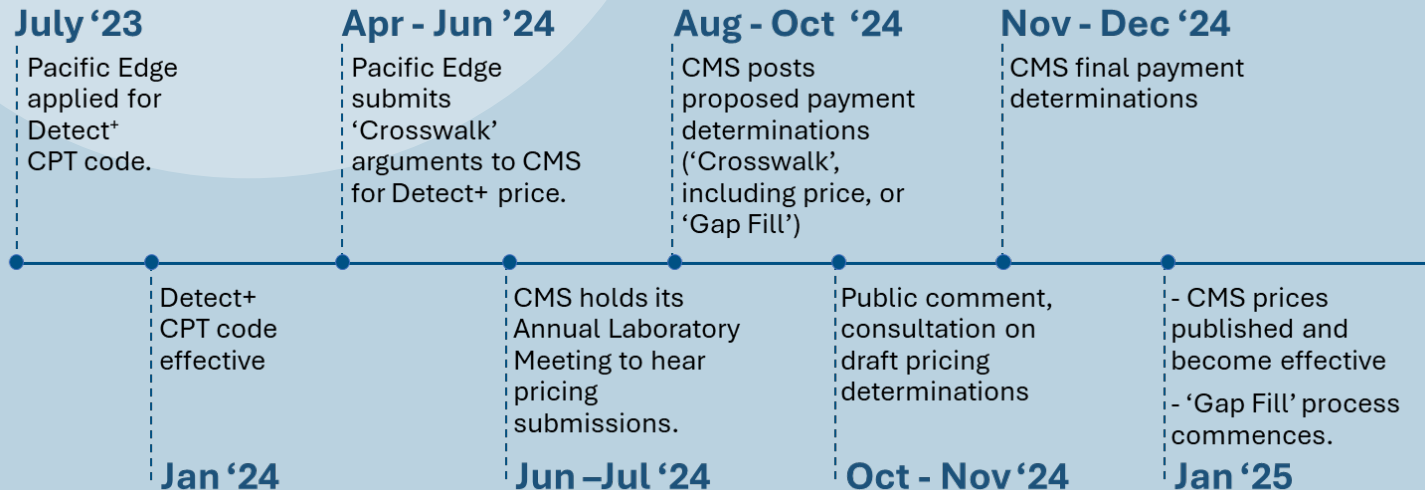 July ‘23
Pacific Edge
applied for
Detect⁺
CPT code.
Apr - Jun ’24
Pacific Edge
submits
‘Crosswalk’
arguments to CMS
for Detect+ price.
Aug - Oct ‘24
CMS posts
proposed payment
determinations
(‘Crosswalk’,
including price, or
‘Gap Fill’)
Nov - Dec ‘24
CMS final payment
determinations
Detect+
CPT code
effective
Jan ‘24
CMS holds its
Annual Laboratory
Meeting to hear
pricing
submissions.
Jun –Jul ‘24
Public comment,
consultation on
draft pricing
determinations
Oct - Nov‘24
- CMS prices
published and
become effective
- ‘Gap Fill’ process
commences.
Jan ‘25